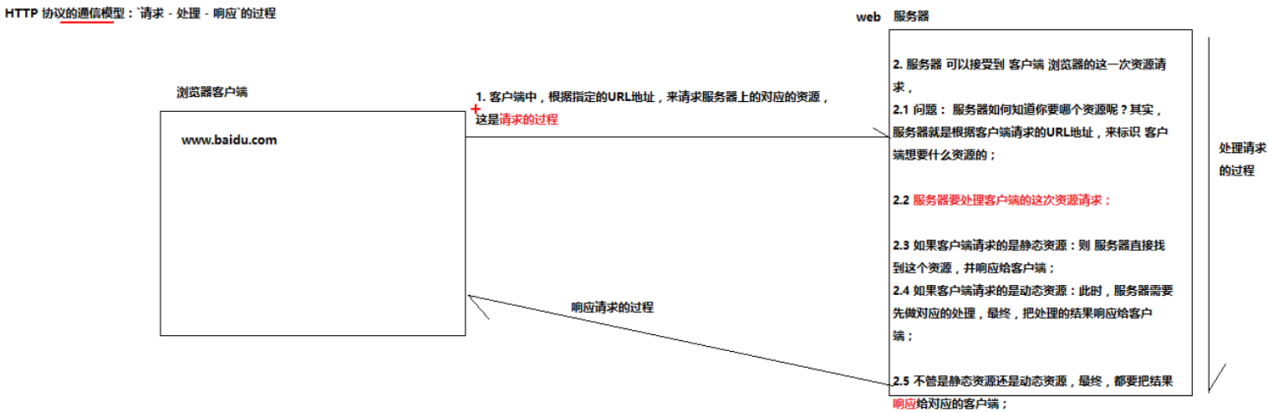 HTTP 协议的通信模型：`请求 - 处理 - 响应`的过程
web 服务器
浏览器客户端
www.baidu.com
1. 客户端中，根据指定的URL地址，来请求服务器上的对应的资源，
这是请求的过程
2. 服务器 可以接受到 客户端 浏览器的这一次资源请
求，
2.1 问题： 服务器如何知道你要哪个资源呢？其实，
服务器就是根据客户端请求的URL地址，来标识 客户
端想要什么资源的；
2.2 服务器要处理客户端的这次资源请求；
2.3 如果客户端请求的是静态资源：则 服务器直接找
到这个资源，并响应给客户端；
2.4 如果客户端请求的是动态资源：此时，服务器需要
先做对应的处理，最终，把处理的结果响应给客户
端；
2.5 不管是静态资源还是动态资源，最终，都要把结果
响应给对应的客户端；
处理请求
的过程
响应请求的过程